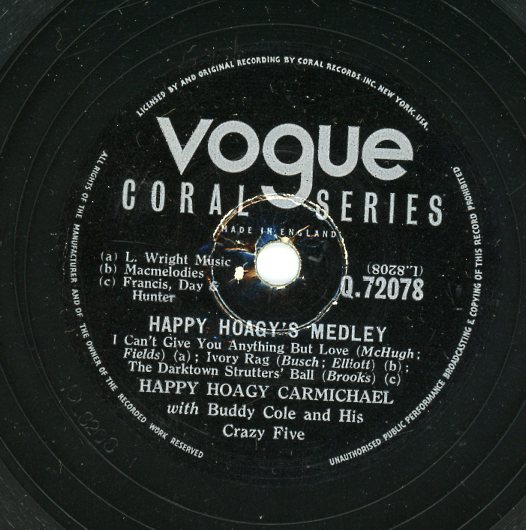 LICENSED BY AND ORIGINAL RECORDING BY CORAL RECORDS INC. NEW YORK. U.S.A.
vogue
CORAL SERIES
MADE IN ENGLAND
(a) L. Wright Music
(b) Macmelodies
(c) Francis, Day &
Hunter
(L.8208)
Q.72078
HAPPY HOAGY'S MEDLEY
I Can't Give You Anything But Love (McHugh;
Fields) (a); Ivory Rag (Busch; Elliott) (b);
The Darktown Strutters' Ball (Brooks) (c)
HAPPY HOAGY CARMICHAEL
with Buddy Cole and His
Crazy Five
ALL RIGHTS OF THE MANUFACTURER AND OF THE OWNER OF THE RECORDED WORK RESERVED
UNAUTHORISED PUBLIC PERFORMANCE BROADCASTING & COPYING OF THIS RECORD PROHIBITED